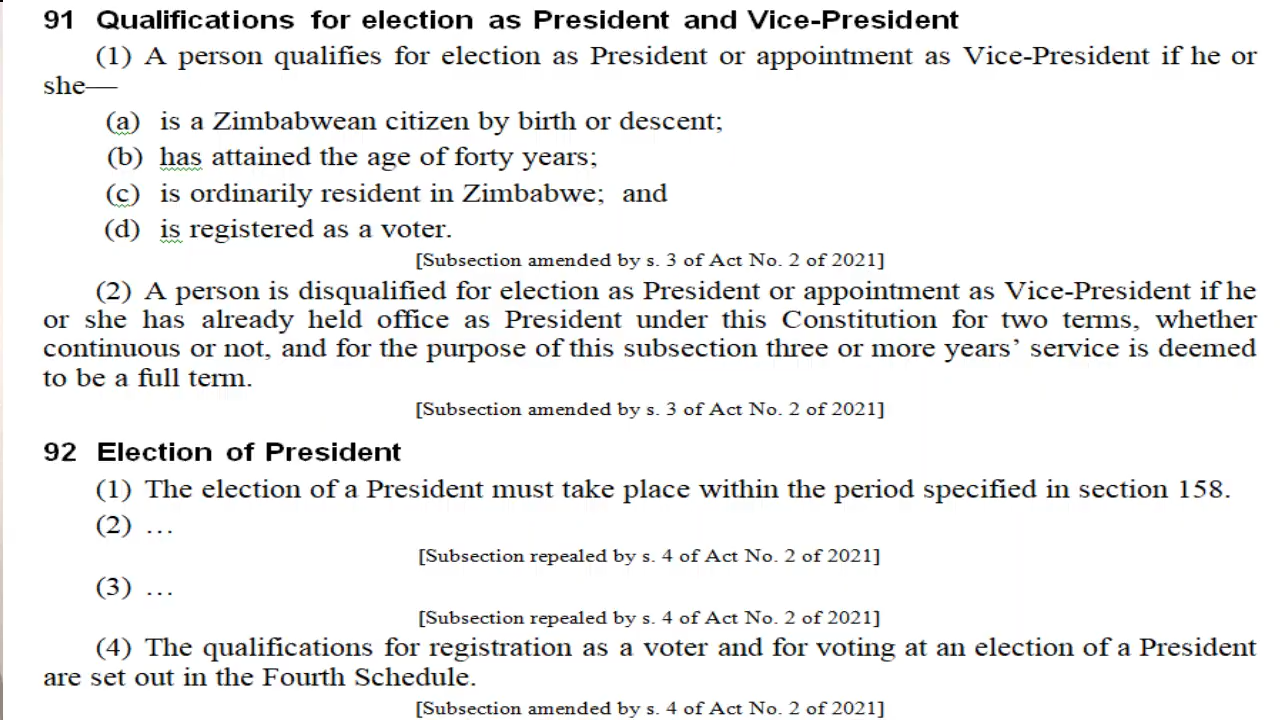 91 Qualifications for election as President and Vice-President
(1) A person qualifies for election as President or appointment as Vice-President if he or
she—
(a) is a Zimbabwean citizen by birth or descent;
(b) has attained the age of forty years;
(c) is ordinarily resident in Zimbabwe; and
(d) is registered as a voter.
[Subsection amended by s. 3 of Act No. 2 of 2021]
(2) A person is disqualified for election as President or appointment as Vice-President if he
or she has already held office as President under this Constitution for two terms, whether
continuous or not, and for the purpose of this subsection three or more years’ service is deemed
to be a full term.
[Subsection amended by s. 3 of Act No. 2 of 2021]
92 Election of President
(1) The election of a President must take place within the period specified in section 158.
(2) …
[Subsection repealed by s. 4 of Act No. 2 of 2021]
(3) …
[Subsection repealed by s. 4 of Act No. 2 of 2021]
(4) The qualifications for registration as a voter and for voting at an election of a President
are set out in the Fourth Schedule.
[Subsection amended by s. 4 of Act No. 2 of 2021]